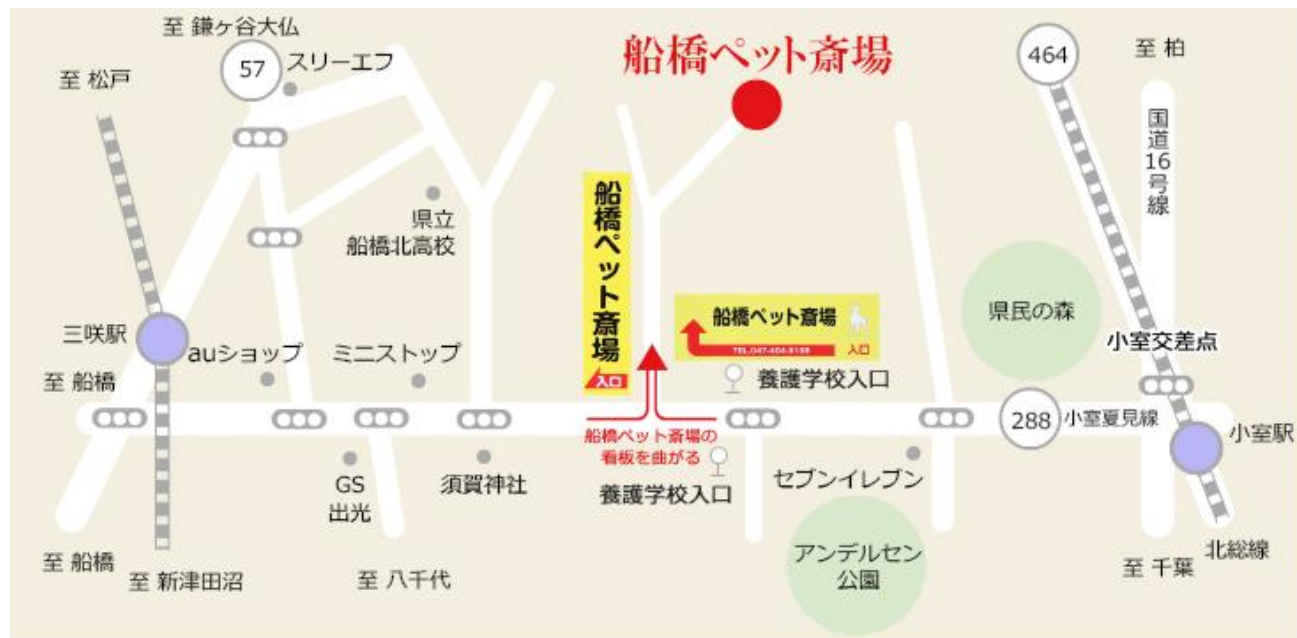 至 鎌ヶ谷大仏
57
スリーエフ
至 松戸
船橋ペット斎場
464
至 柏
国道16号線
県立
船橋北高校
船橋ペット斎場
入口
船橋ペット斎場
入口
養護学校入口
県民の森
小室交差点
三咲駅
auショップ
ミニストップ
至 船橋
288
小室夏見線
小室駅
船橋ペット斎場の
看板を曲がる
養護学校入口
GS
出光
須賀神社
セブンイレブン
アンデルセン
公園
至 船橋
至 新津田沼
至 八千代
至 千葉
北総線